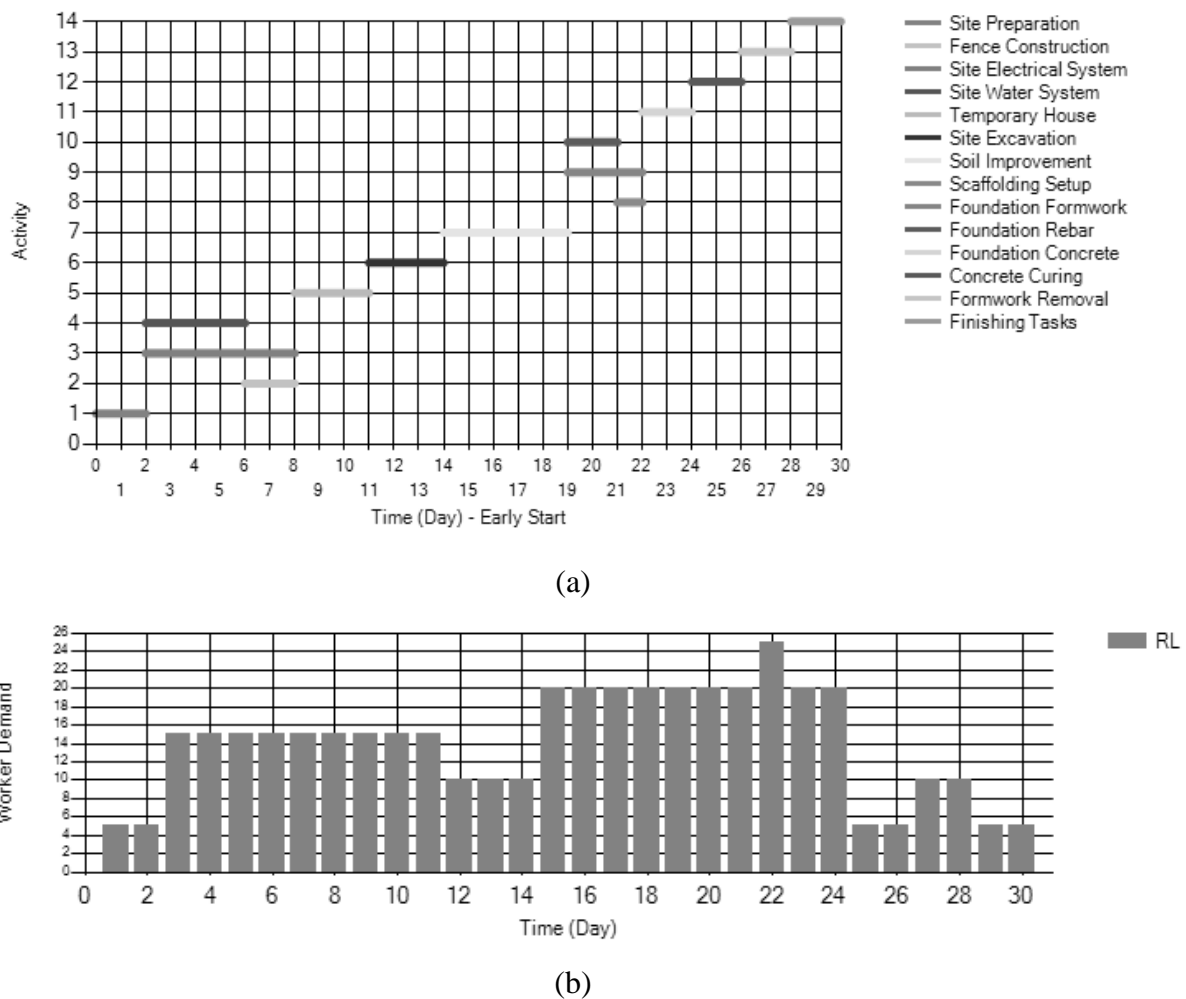 14
13
12
11
10
9
8
7
6
5
4
3
2
1
0
Activity
0 2 4 6 8 10 12 14 16 18 20 22 24 26 28 30
1 3 5 7 9 11 13 15 17 19 21 23 25 27 29
Time (Day) - Early Start
Site Preparation
Fence Construction
Site Electrical System
Site Water System
Temporary House
Site Excavation
Soil Improvement
Scaffolding Setup
Foundation Formwork
Foundation Rebar
Foundation Concrete
Concrete Curing
Formwork Removal
Finishing Tasks
(a)
26
24
22
20
18
16
14
12
10
8
6
4
2
0
Worker Demand
0 2 4 6 8 10 12 14 16 18 20 22 24 26 28 30
Time (Day)
RL
(b)